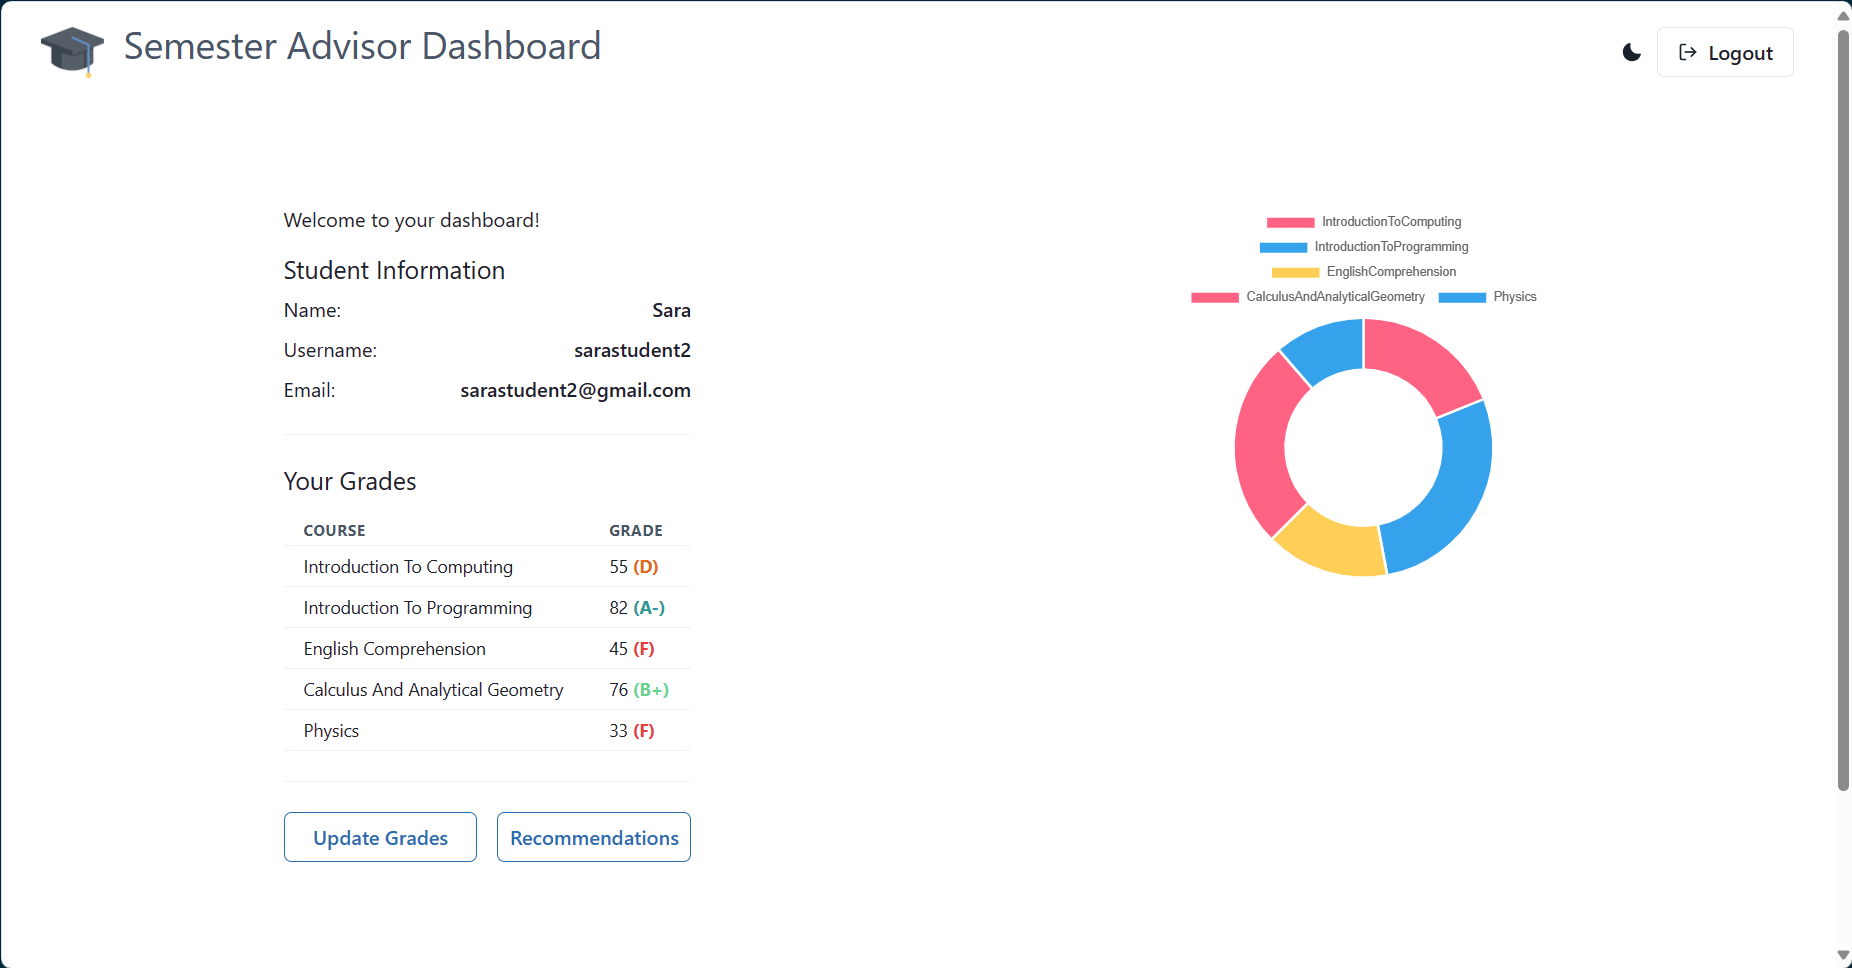 Semester Advisor Dashboard
Logout
Welcome to your dashboard!
Student Information
Name: Sara
Username: sarastudent2
Email: sarastudent2@gmail.com
Your Grades
COURSE GRADE
Introduction To Computing 55 (D)
Introduction To Programming 82 (A-)
English Comprehension 45 (F)
Calculus And Analytical Geometry 76 (B+)
Physics 33 (F)
Update Grades Recommendations
IntroductionToComputing
IntroductionToProgramming
EnglishComprehension
CalculusAndAnalyticalGeometry Physics